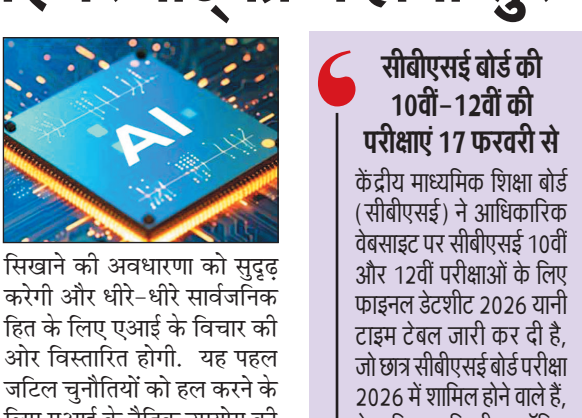 AI
सिखाने की अवधारणा को सुदृढ़
करेगी और धीरे-धीरे सार्वजनिक
हित के लिए एआई के विचार की
ओर विस्तारित होगी. यह पहल
जटिल चुनौतियों को हल करने के
सीबीएसई बोर्ड की
10वीं-12वीं की
परीक्षाएं 17 फरवरी से
केंद्रीय माध्यमिक शिक्षा बोर्ड
(सीबीएसई) ने आधिकारिक
वेबसाइट पर सीबीएसई 10वीं
और 12वीं परीक्षाओं के लिए
फाइनल डेटशीट 2026 यानी
टाइम टेबल जारी कर दी है,
जो छात्र सीबीएसई बोर्ड परीक्षा
2026 में शामिल होने वाले हैं,